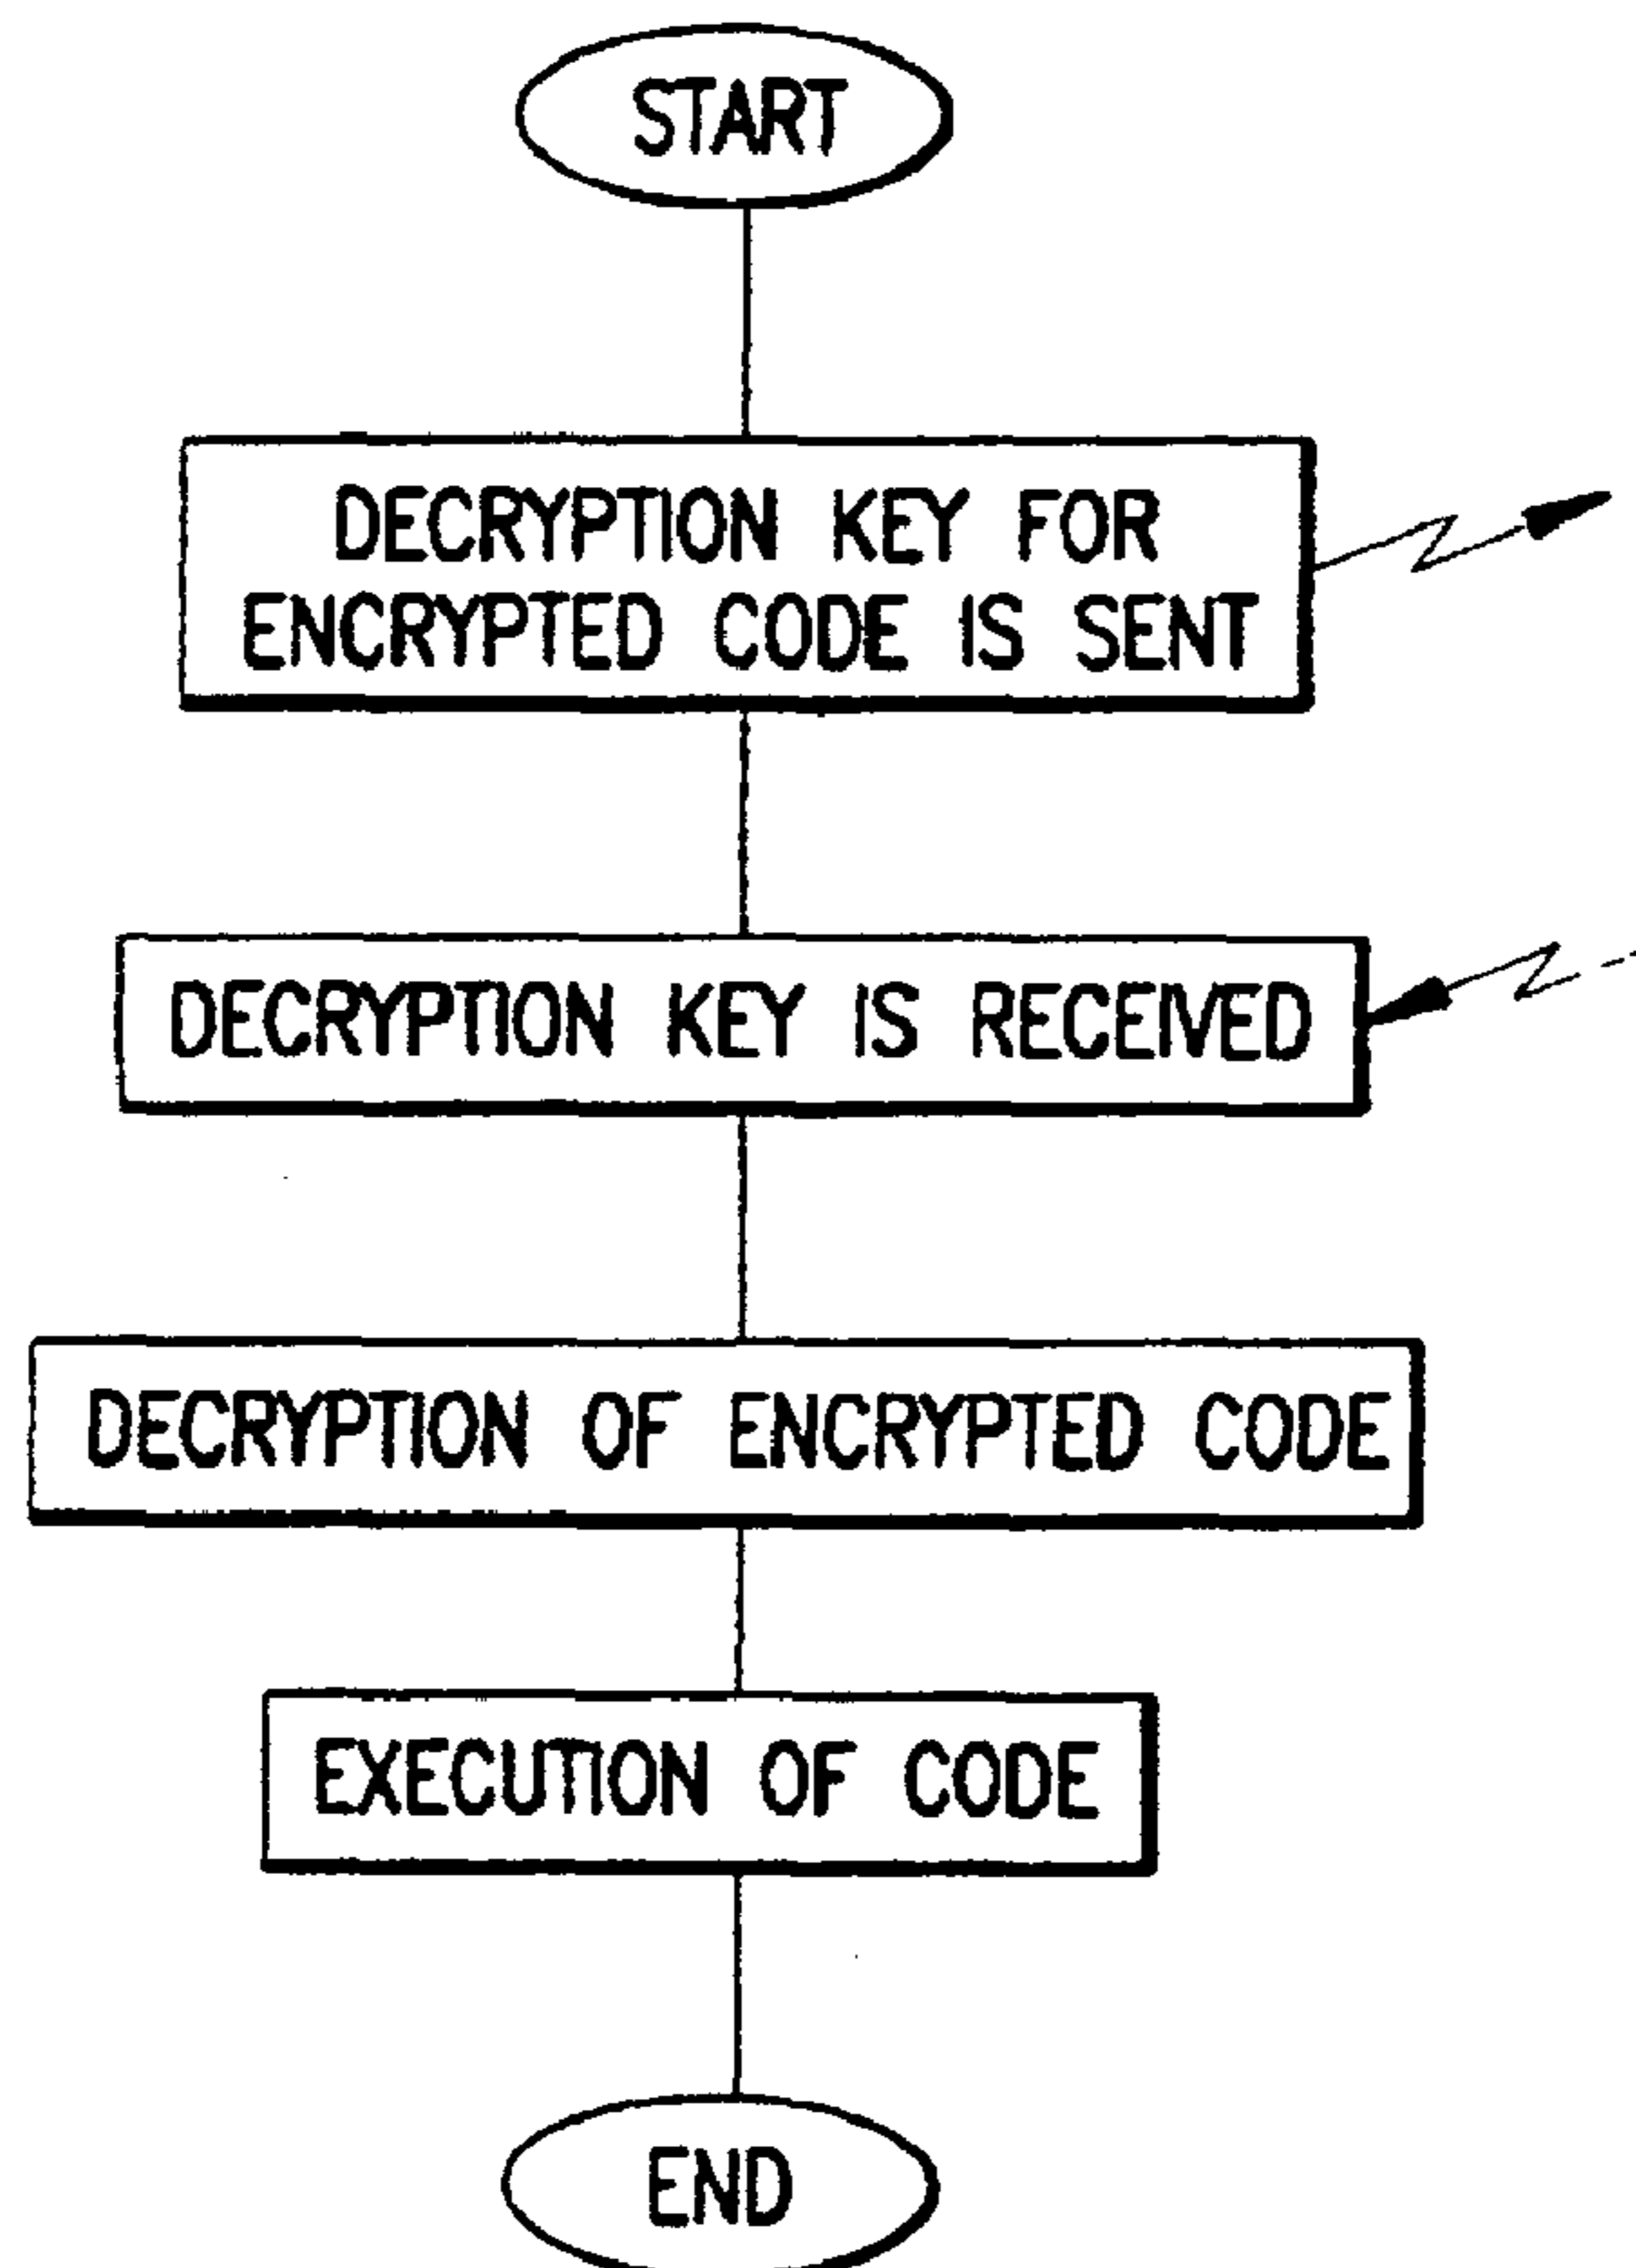 START
DECRYPTION KEY FOR
ENCRYPTED CODE IS SENT
DECRYPTION KEY IS RECEIVED
DECRYPTION OF ENCRYPTED CODE
EXECUTION OF CODE
END